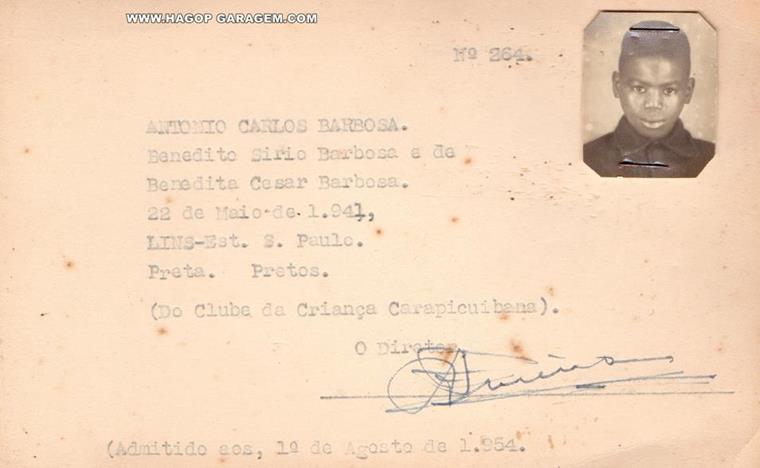 WWW.HAGOP GARAGEM.COM
Nº 264.
ANTONIO CARLOS BARBOSA.
Benedito Sirio Barbosa e de
Benedita Cesar Barbosa.
22 de Maio de 1.941,
LINS-Est. S. Paulo.
Preta. Pretos.
(Do Clube da Criança Carapicuibana).
O Diretor
(Admitido aos, 1º de Agosto de 1.954.